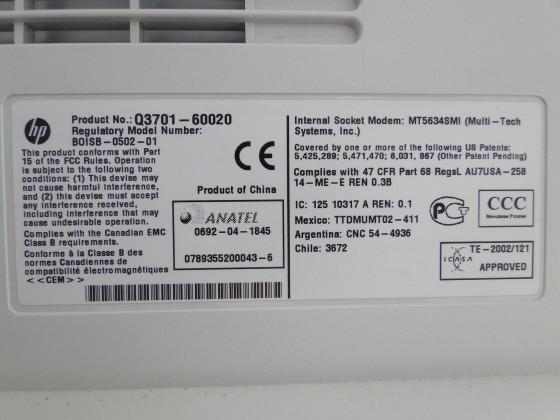 hp
Product No.: Q3701-60020
Regulatory Model Number:
BOISB-0502-01
This product conforms with Part
15 of the FCC Rules. Operation
is subject to the following two
conditions: (1) This devise may
not cause harmful interference,
and (2) this devise must accept
any interference received,
including interference that may
cause undesirable operation.
Complies with the Canadian EMC
Class B requirements.
Conforme à la Classe B des
normes Canadiennes de
compatibilité électromagnétiques
<<CEM>>
CE
Product of China
ANATEL
0692-04-1845
0789355200043-6
Internal Socket Modem: MT5634SMI (Multi-Tech
Systems, Inc.)
Covered by one or more of the following US Patents:
5,425,289; 5,471,470; 6,031, 867 (Other Patent Pending)
Complies with 47 CFR Part 68 RegsL AU7USA-258
14-ME-E REN 0.3B
IC: 125 10317 A REN: 0.1
Mexico: TTDMUMT02-411
Argentina: CNC 54-4936
Chile: 3672
CCC
ICASA
TE-2002/121
APPROVED